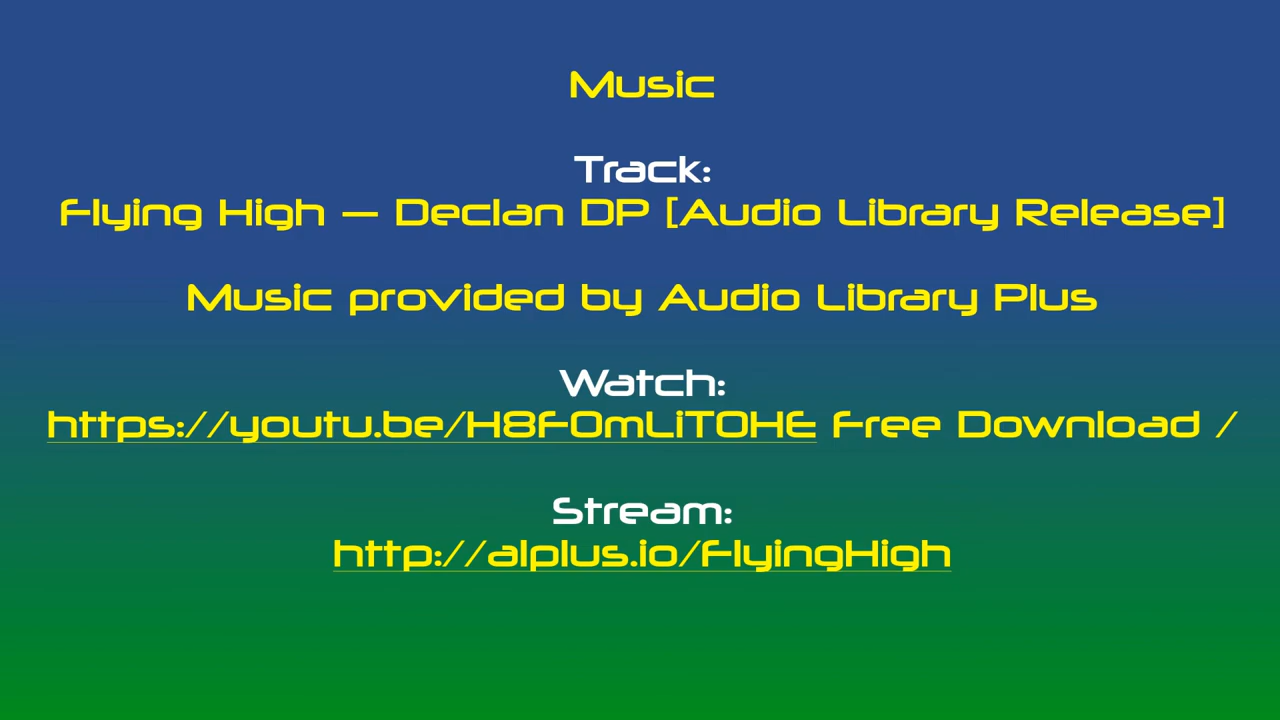 Music
Track:
Flying High — Declan DP [Audio Library Release]
Music provided by Audio Library Plus
Watch:
https://youtu.be/H8F0mLiT0HE Free Download /
Stream:
http://alplus.io/FlyingHigh